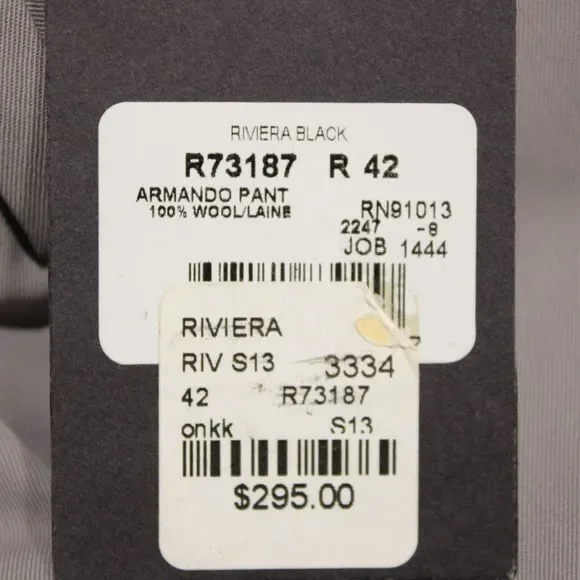 RIVIERA BLACK
R73187 R 42
ARMANDO PANT
100% WOOL/LAINE RN91013
2247 -8
JOB 1444
RIVIERA
RIV S13 3334
42 R73187
onkk S13
$295.00